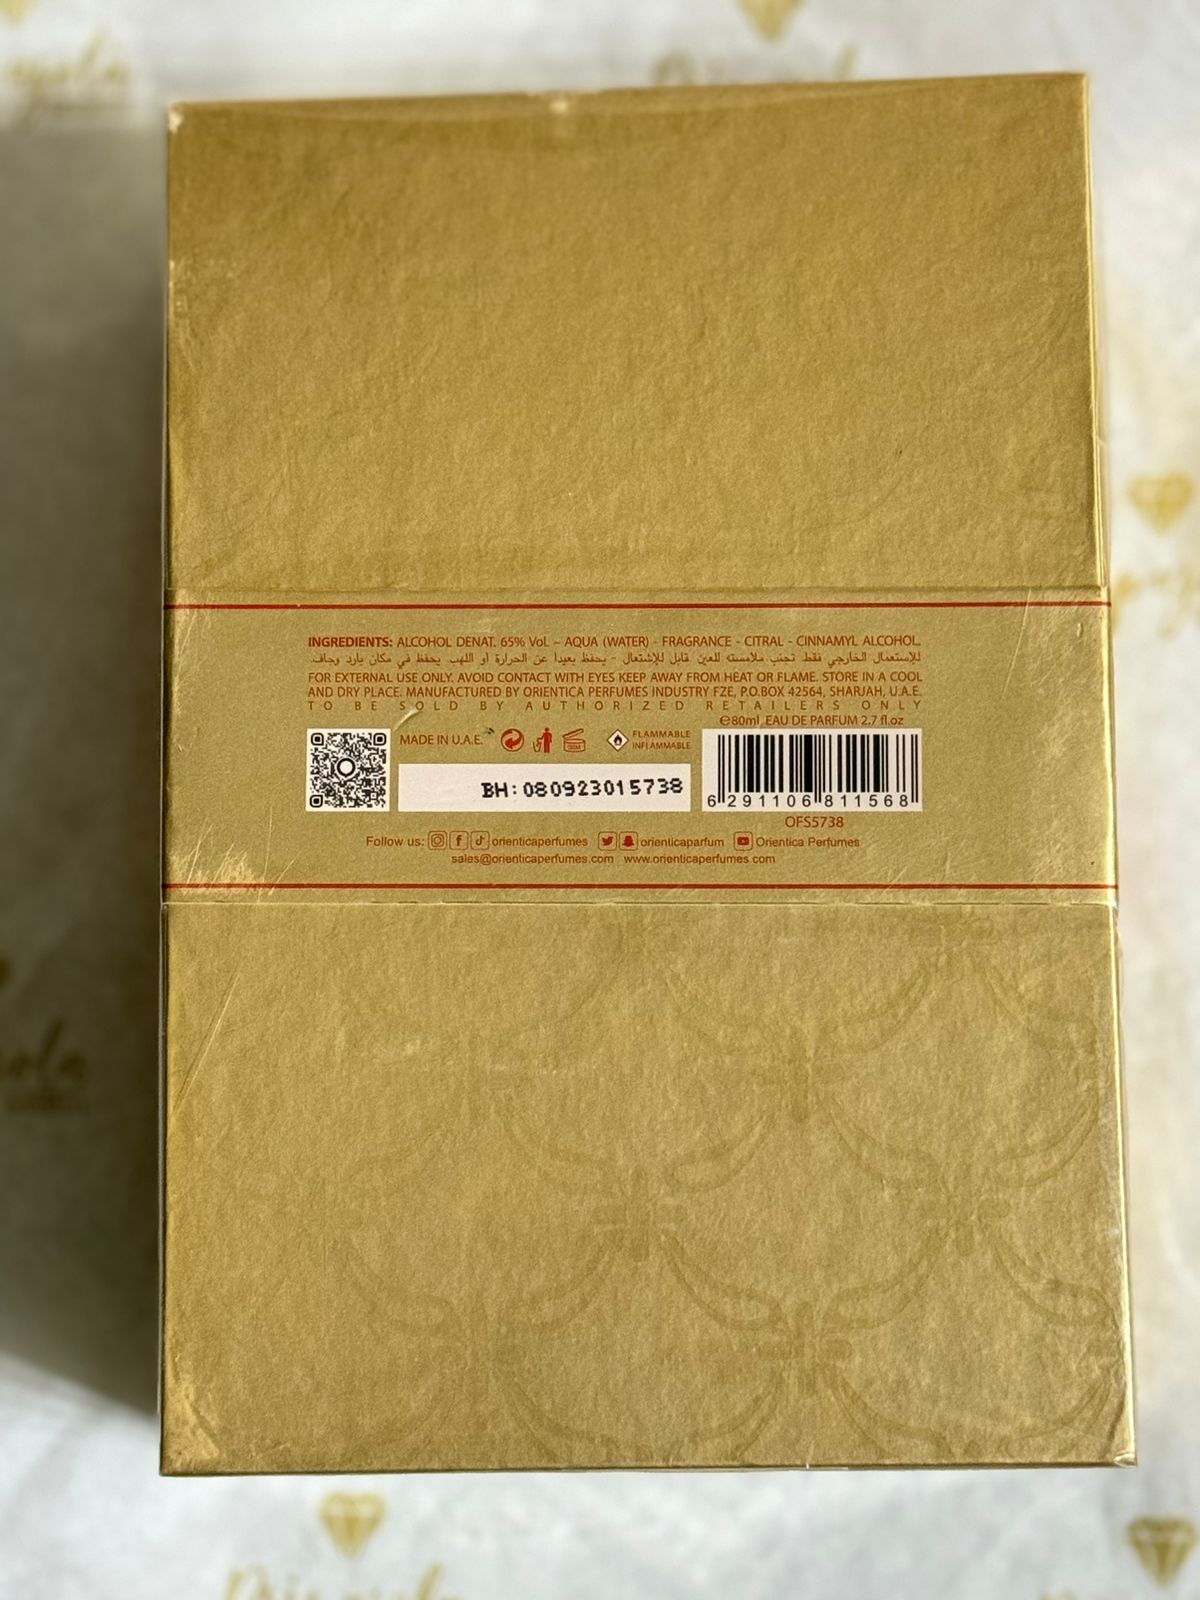 INGREDIENTS: ALCOHOL DENAT. 65% Vol. – AQUA (WATER) - FRAGRANCE - CITRAL - CINNAMYL ALCOHOL.
للإستعمال الخارجي فقط. تجنب ملامسته للعين قابل للإشتعال - يحفظ بعيداً عن الحرارة أو اللهب. يحفظ في مكان بارد وجاف.
FOR EXTERNAL USE ONLY. AVOID CONTACT WITH EYES KEEP AWAY FROM HEAT OR FLAME. STORE IN A COOL
AND DRY PLACE. MANUFACTURED BY ORIENTICA PERFUMES INDUSTRY FZE, P.O.BOX 42564, SHARJAH, U.A.E.
TO BE SOLD BY AUTHORIZED RETAILERS ONLY
℮80ml EAU DE PARFUM 2.7 fl.oz
MADE IN U.A.E.
FLAMMABLE
INFLAMMABLE
BH:080923015738
6 291106 811568
OFS5738
Follow us: orienticaperfumes orienticaparfum Orientica Perfumes
sales@orienticaperfumes.com www.orienticaperfumes.com